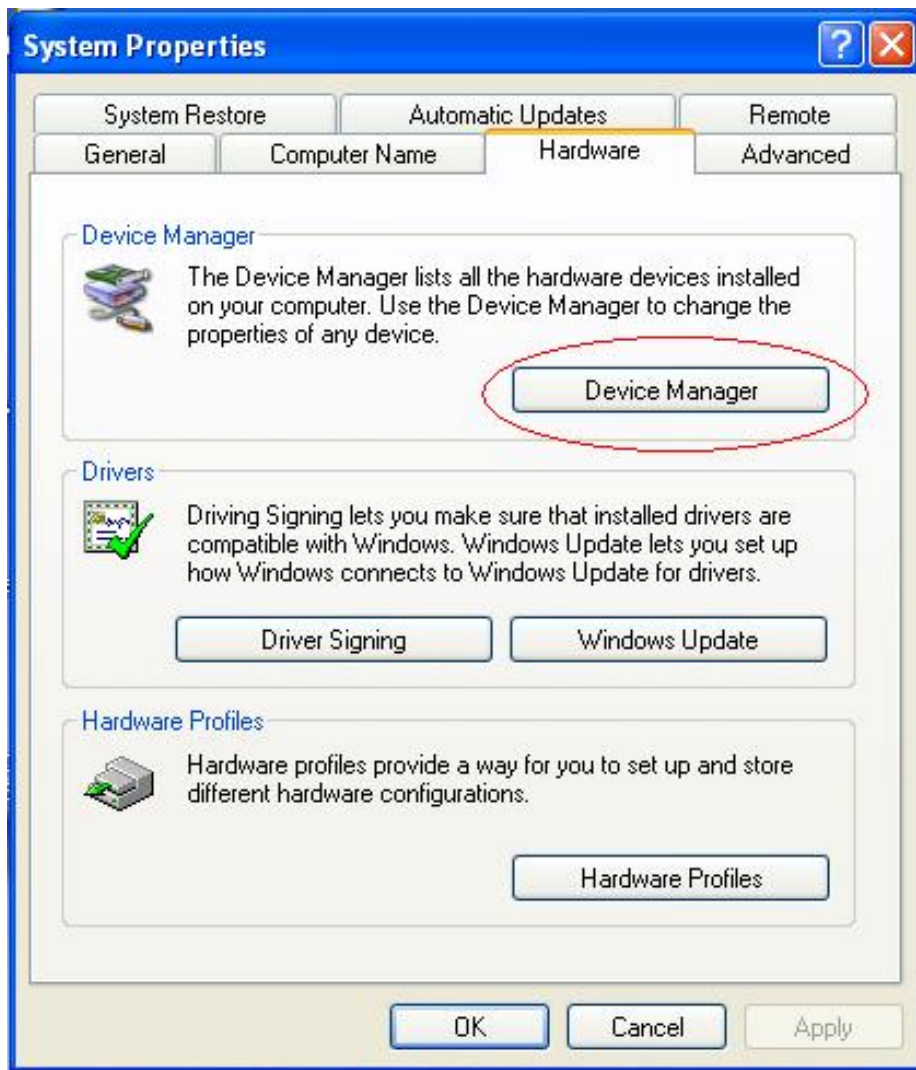 System Properties
System Restore Automatic Updates Remote
General Computer Name Hardware Advanced
Device Manager
The Device Manager lists all the hardware devices installed
on your computer. Use the Device Manager to change the
properties of any device.
Device Manager
Drivers
Driving Signing lets you make sure that installed drivers are
compatible with Windows. Windows Update lets you set up
how Windows connects to Windows Update for drivers.
Driver Signing Windows Update
Hardware Profiles
Hardware profiles provide a way for you to set up and store
different hardware configurations.
Hardware Profiles
OK Cancel Apply